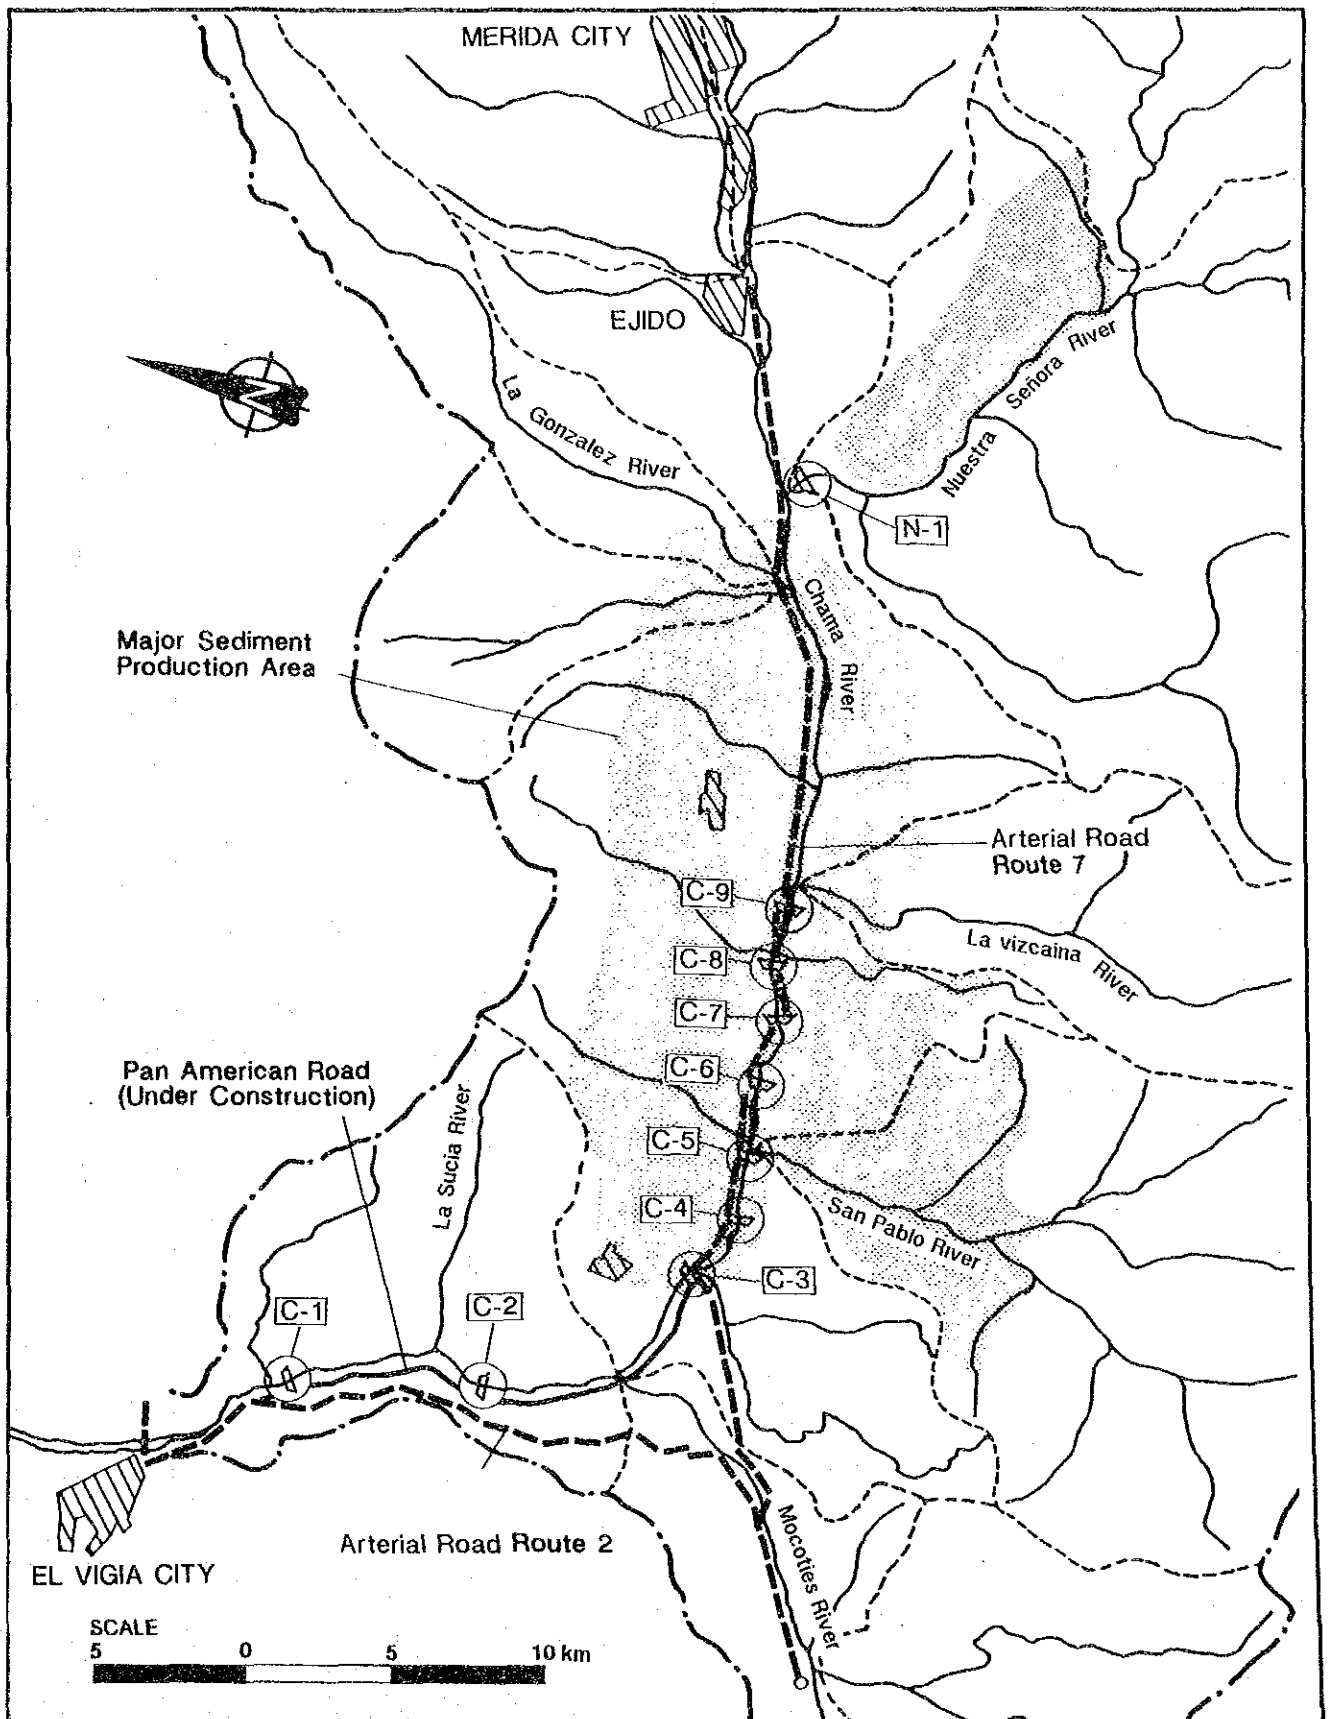 MERIDA CITY
EJIDO
La Gonzalez River
Nuestra Señora River
N
N-1
Chama River
Major Sediment
Production Area
Arterial Road
Route 7
C-9
La vizcaina River
C-8
C-7
Pan American Road
(Under Construction)
C-6
La Sucia River
C-5
C-4
San Pablo River
C-3
C-1
C-2
Arterial Road Route 2
Mocoties River
EL VIGIA CITY
SCALE
5 0 5 10 km